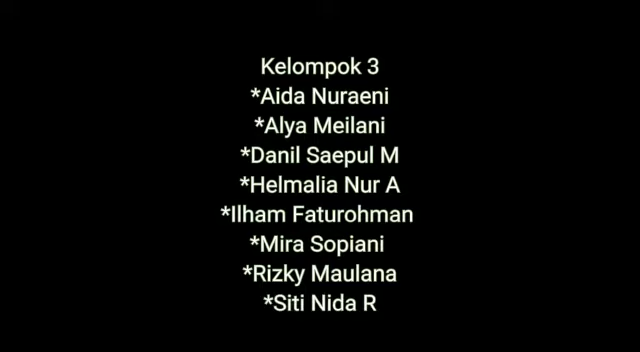 Kelompok 3
*Aida Nuraeni
*Alya Meilani
*Danil Saepul M
*Helmalia Nur A
*Ilham Faturohman
*Mira Sopiani
*Rizky Maulana
*Siti Nida R